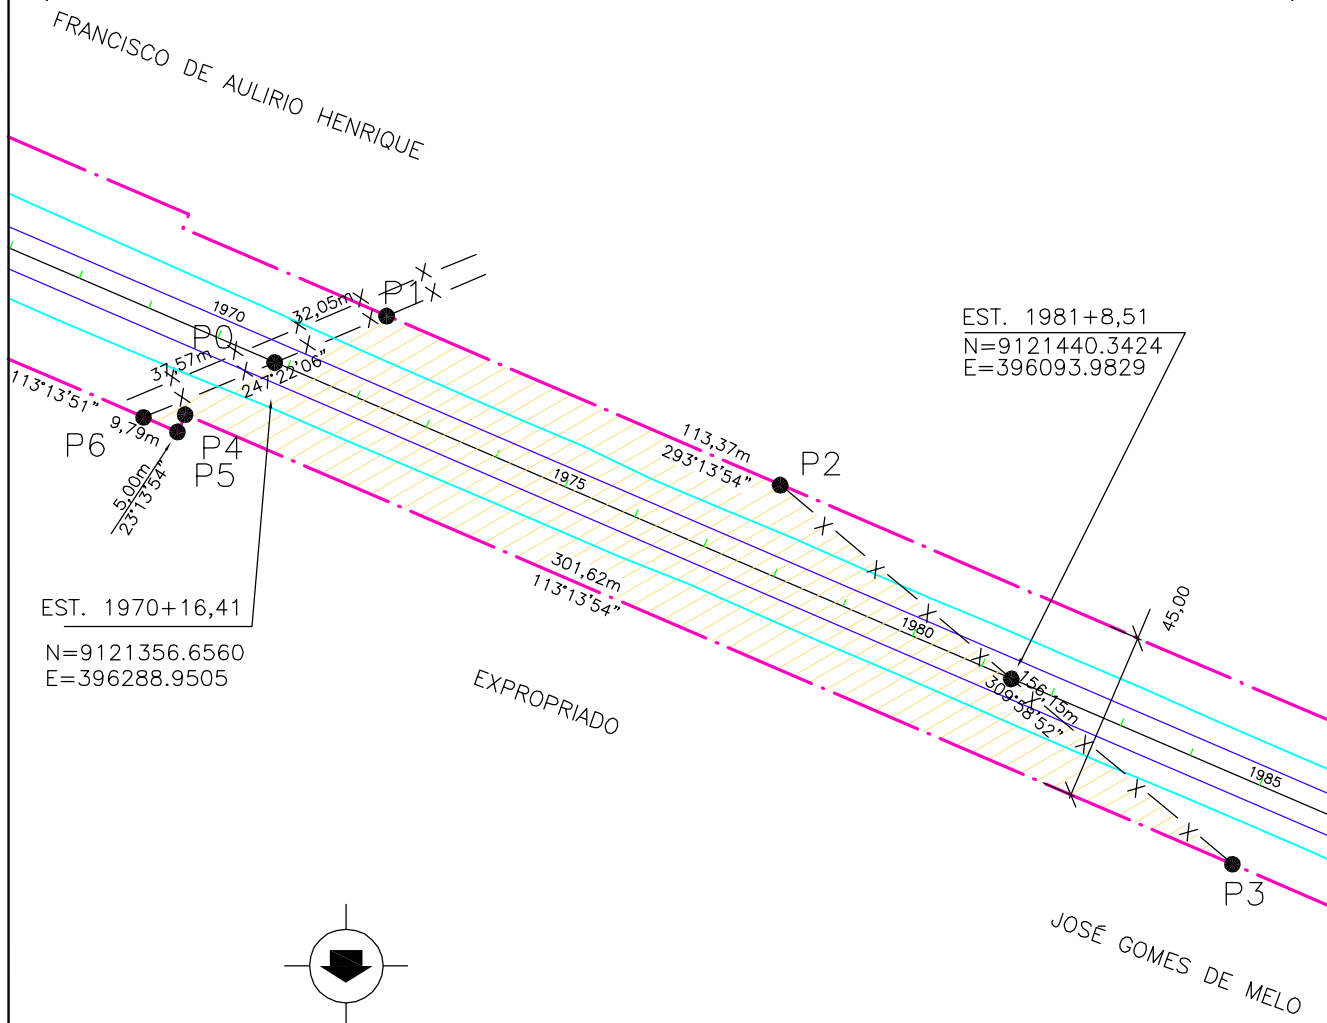 FRANCISCO DE AULIRIO HENRIQUE
P1
32,05m
1970
P0
37,57m
247°22'06"
113°13'51"
9,79m
P6
P4
P5
5,00m
23°13'54"
EST. 1970+16,41
N=9121356.6560
E=396288.9505
113,37m
293°13'54"
P2
1975
301,62m
113°13'54"
EST. 1981+8,51
N=9121440.3424
E=396093.9829
45,00
1980
156,15m
309°58'52"
1985
EXPROPRIADO
P3
JOSÉ GOMES DE MELO